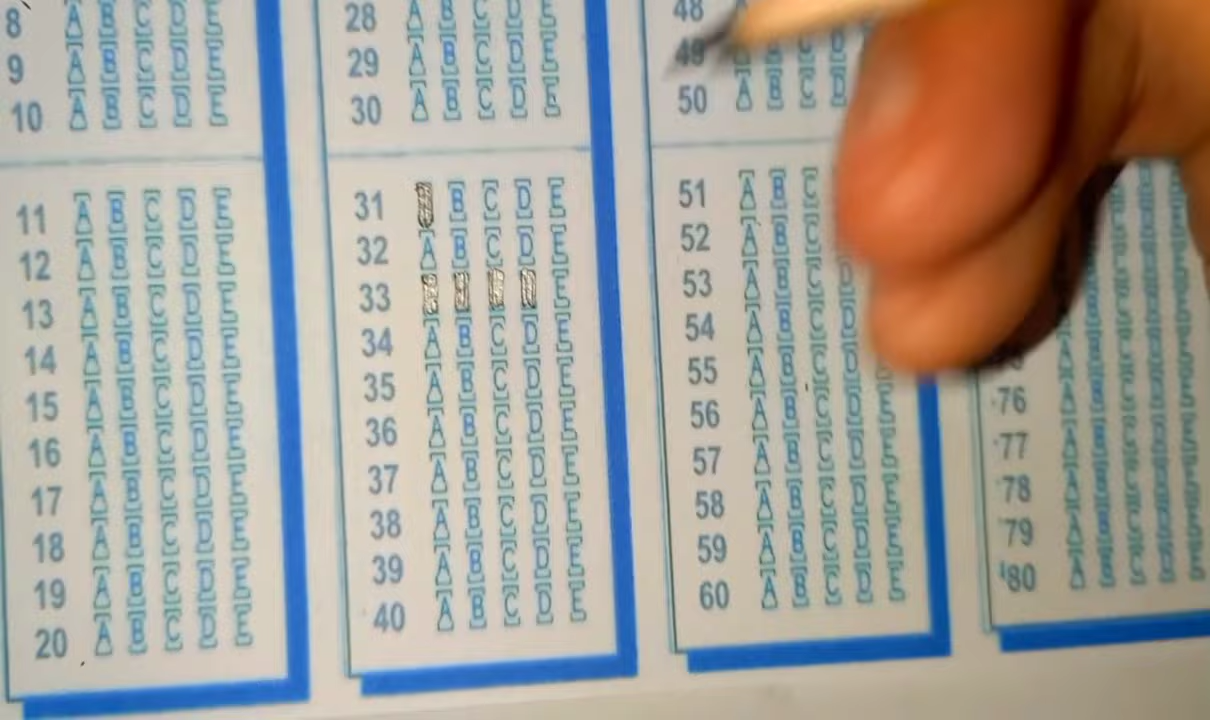 8 A B C D E
9 A B C D E
10 A B C D E
11 A B C D E
12 A B C D E
13 A B C D E
14 A B C D E
15 A B C D E
16 A B C D E
17 A B C D E
18 A B C D E
19 A B C D E
20 A B C D E
28 A B C D E
29 A B C D E
30 A B C D E
31 B C D E
32 A B C D E
33 E
34 A B C D E
35 A B C D E
36 A B C D E
37 A B C D E
38 A B C D E
39 A B C D E
40 A B C D E
48
49
50 A B C D
51 A B C
52 A B C
53 A B C D
54 A B C D
55 A B C D
56 A B C D E
57 A B C D E
58 A B C D E
59 A B C D E
60 A B C D E
76
77
78
79
80